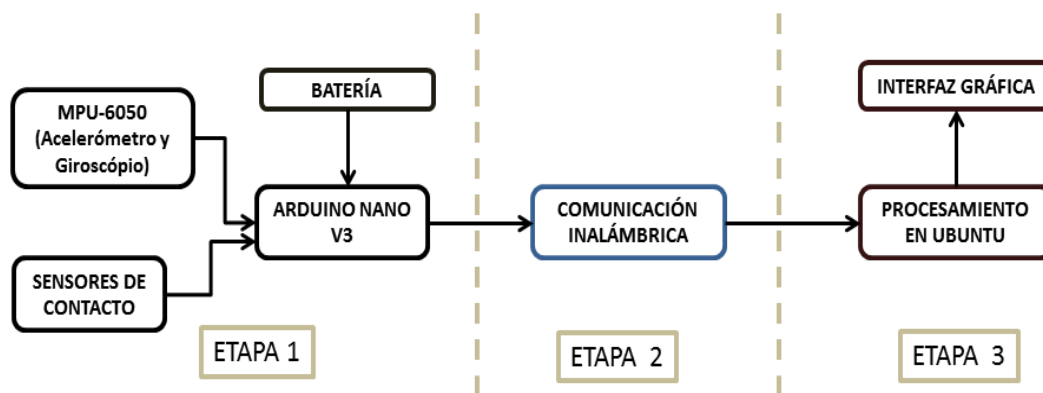 BATERÍA
INTERFAZ GRÁFICA
MPU-6050
(Acelerómetro y
Giroscópio)
ARDUINO NANO
V3
COMUNICACIÓN
INALÁMBRICA
PROCESAMIENTO
EN UBUNTU
SENSORES DE
CONTACTO
ETAPA 1
ETAPA 2
ETAPA 3